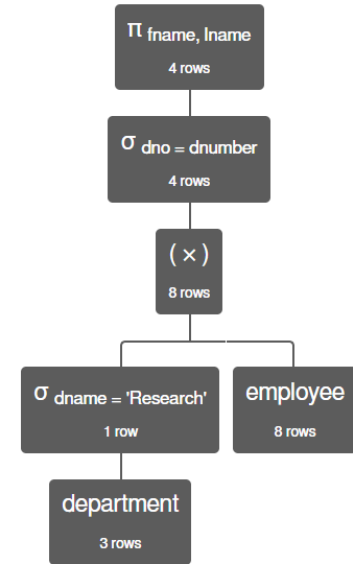 π fname, lname
4 rows
σ dno = dnumber
4 rows
( × )
8 rows
σ dname = 'Research'
1 row
employee
8 rows
department
3 rows